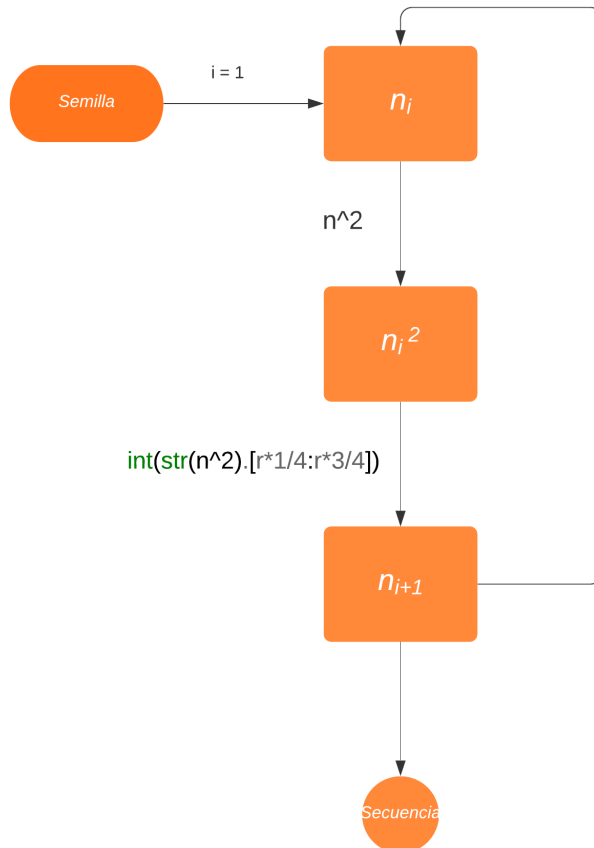 i = 1
Semilla
nᵢ
n^2
nᵢ ²
int(str(n^2).[r*1/4:r*3/4])
nᵢ₊₁
Secuencia